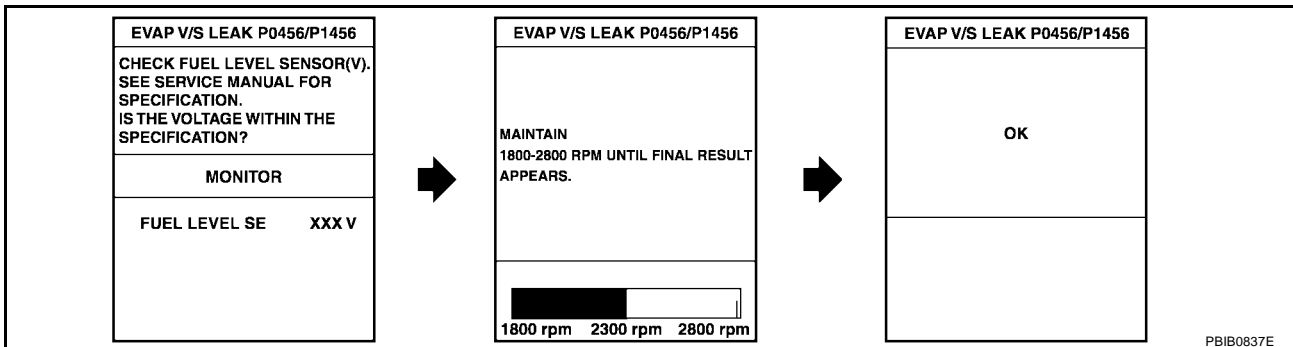 EVAP V/S LEAK P0456/P1456
CHECK FUEL LEVEL SENSOR(V).
SEE SERVICE MANUAL FOR
SPECIFICATION.
IS THE VOLTAGE WITHIN THE
SPECIFICATION?
MONITOR
FUEL LEVEL SE XXX V
EVAP V/S LEAK P0456/P1456
MAINTAIN
1800-2800 RPM UNTIL FINAL RESULT
APPEARS.
1800 rpm 2300 rpm 2800 rpm
EVAP V/S LEAK P0456/P1456
OK
PBIB0837E